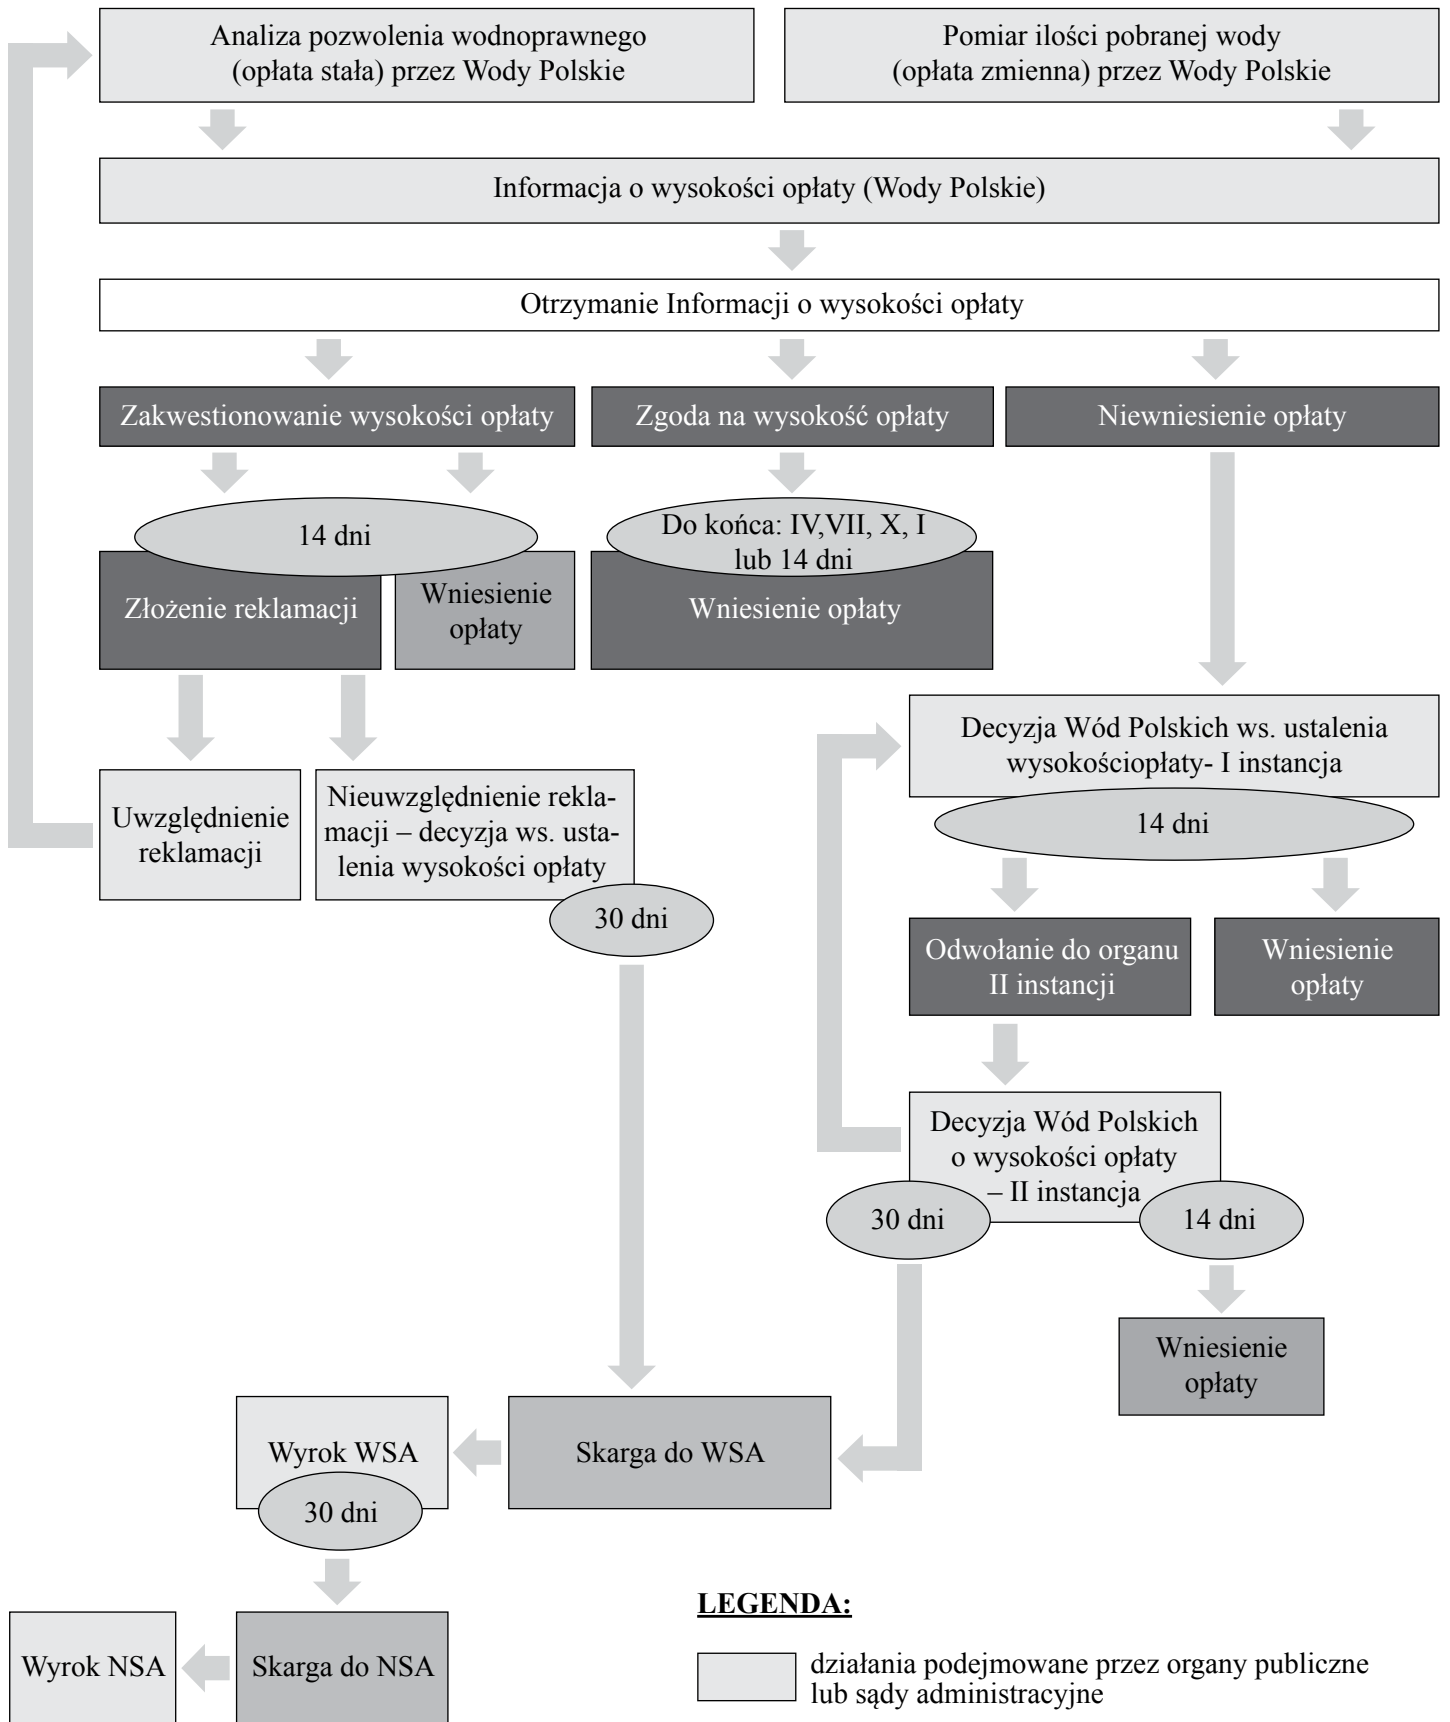 Analiza pozwolenia wodnoprawnego
(opłata stała) przez Wody Polskie
Pomiar ilości pobranej wody
(opłata zmienna) przez Wody Polskie
Informacja o wysokości opłaty (Wody Polskie)
Otrzymanie Informacji o wysokości opłaty
Zakwestionowanie wysokości opłaty
Zgoda na wysokość opłaty
Niewniesienie opłaty
14 dni
Do końca: IV,VII, X, I
lub 14 dni
Złożenie reklamacji
Wniesienie
opłaty
Wniesienie opłaty
Decyzja Wód Polskich ws. ustalenia
wysokościopłaty- I instancja
14 dni
Uwzględnienie
reklamacji
Nieuwzględnienie rekla-
macji – decyzja ws. usta-
lenia wysokości opłaty
30 dni
Odwołanie do organu
II instancji
Wniesienie
opłaty
Decyzja Wód Polskich
o wysokości opłaty
– II instancja
30 dni
14 dni
Wniesienie
opłaty
Wyrok WSA
Skarga do WSA
30 dni
Wyrok NSA
Skarga do NSA
LEGENDA:
działania podejmowane przez organy publiczne
lub sądy administracyjne